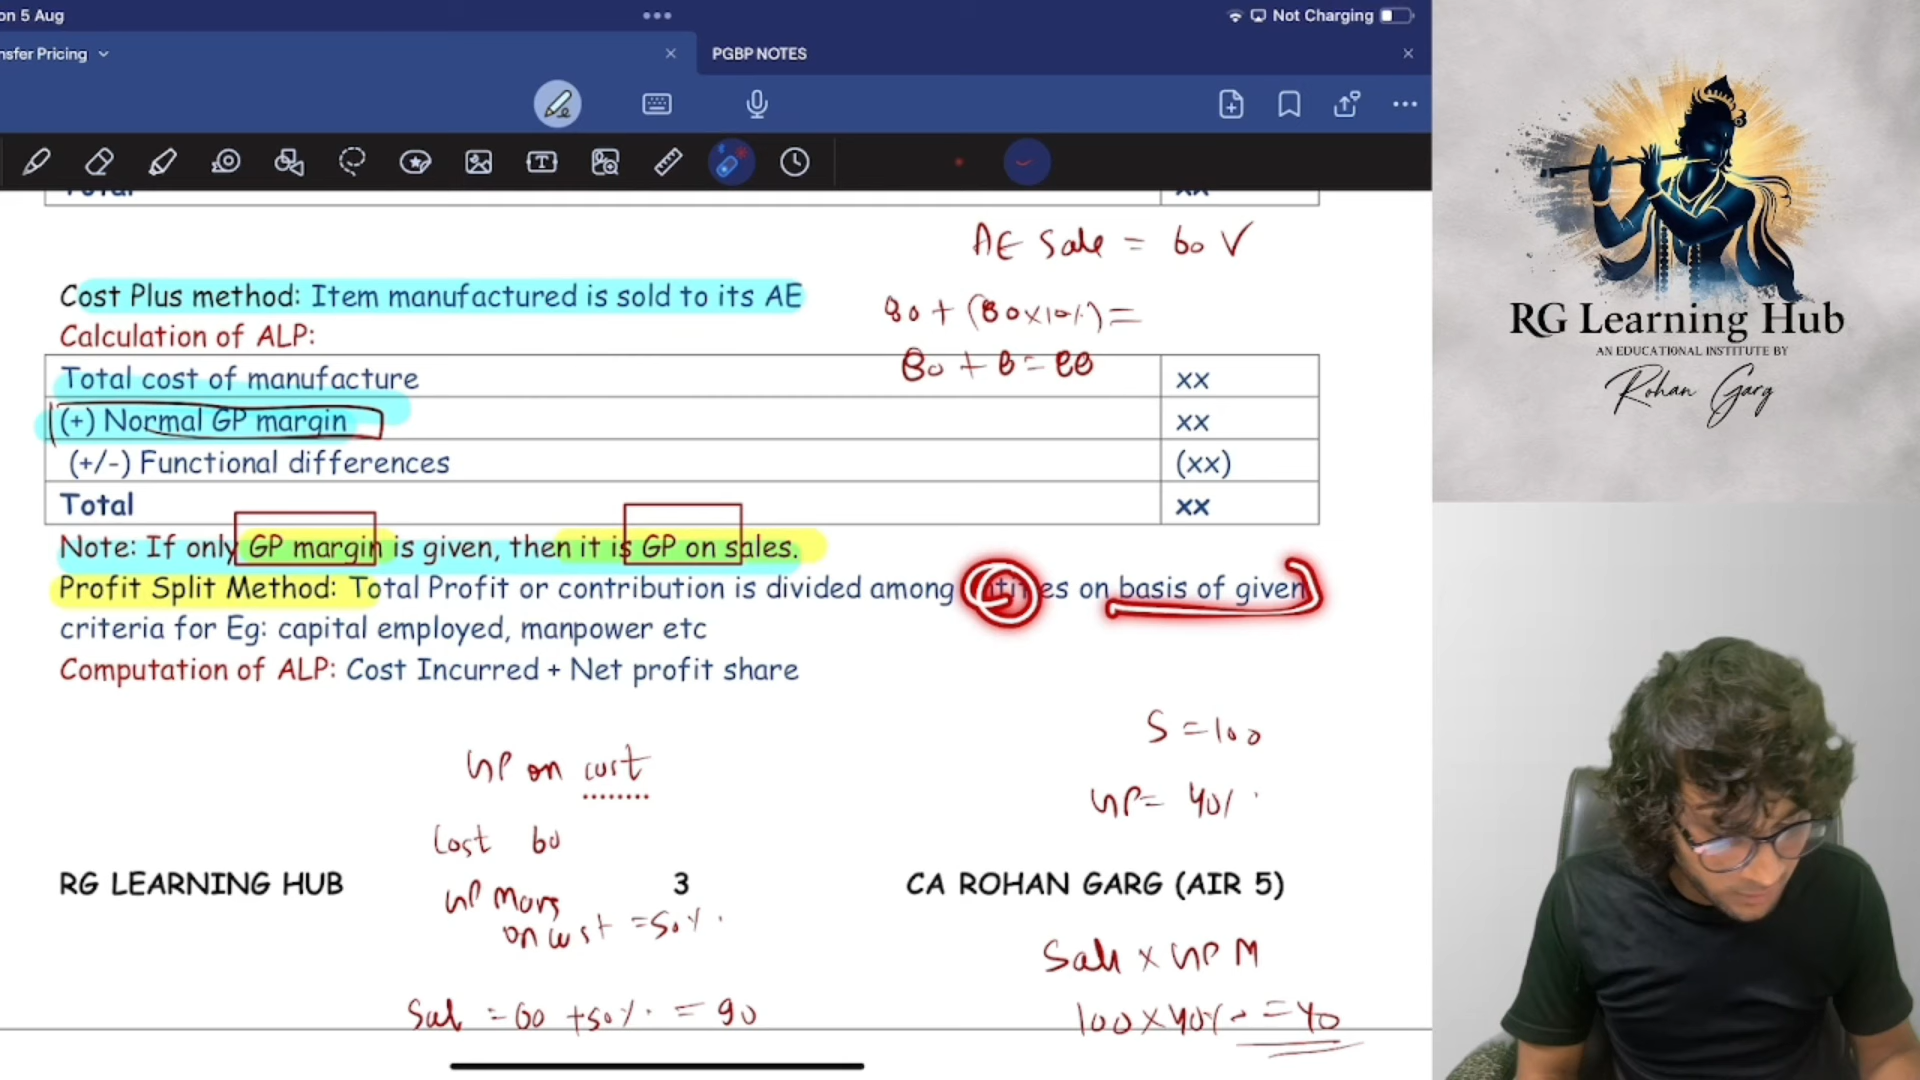 on 5 Aug
Not Charging
nsfer Pricing
PGBP NOTES
Total xx
AE Sale = 60 ✓
Cost Plus method: Item manufactured is sold to its AE
80 + (80x10%) =
Calculation of ALP:
80 + 8 = 88
Total cost of manufacture xx
(+) Normal GP margin xx
(+/-) Functional differences (xx)
Total xx
Note: If only GP margin is given, then it is GP on sales.
Profit Split Method: Total Profit or contribution is divided among entities on basis of given
criteria for Eg: capital employed, manpower etc
Computation of ALP: Cost Incurred + Net profit share
S = 100
GP on cost
GP = 40%
Cost 60
RG LEARNING HUB 3 CA ROHAN GARG (AIR 5)
GP Marg
on cost = 50%
Sale x GP M
Sal = 60 + 50% = 90
100 x 40% = 40
RG Learning Hub
AN EDUCATIONAL INSTITUTE BY
Rohan Garg